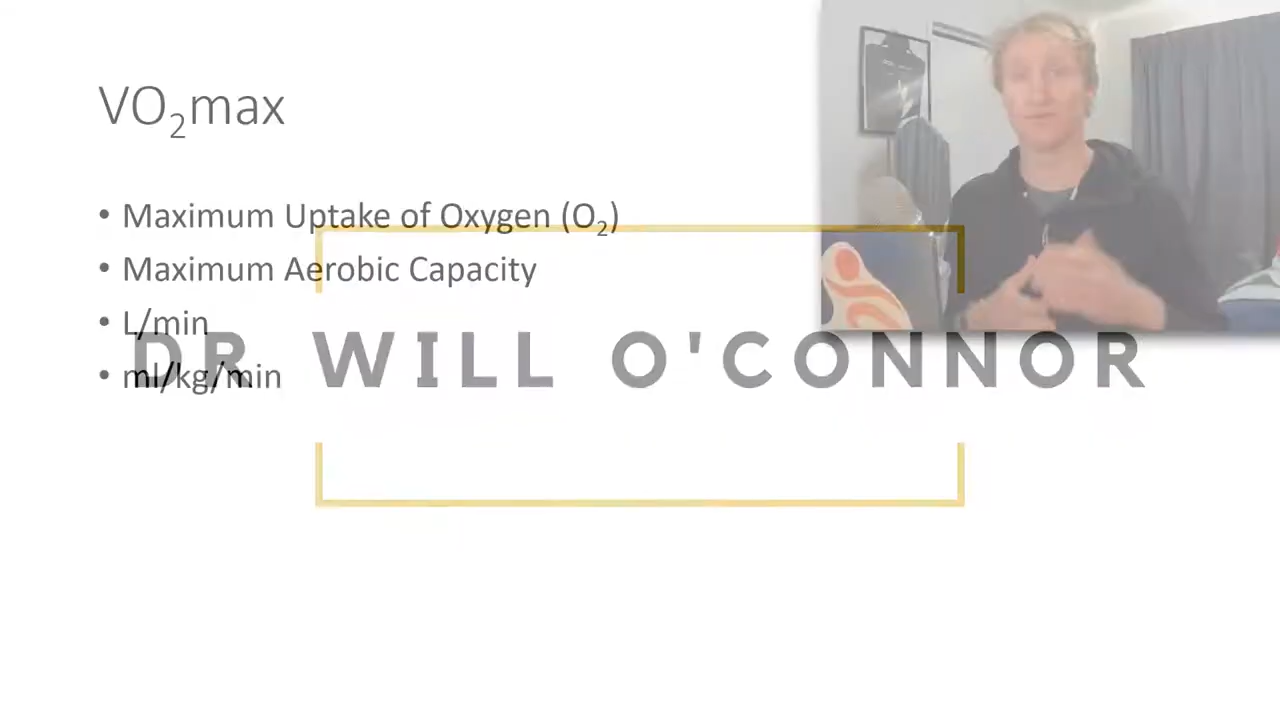 VO₂max
• Maximum Uptake of Oxygen (O₂)
• Maximum Aerobic Capacity
• L/min
• ml/kg/min
DR WILL O'CONNOR